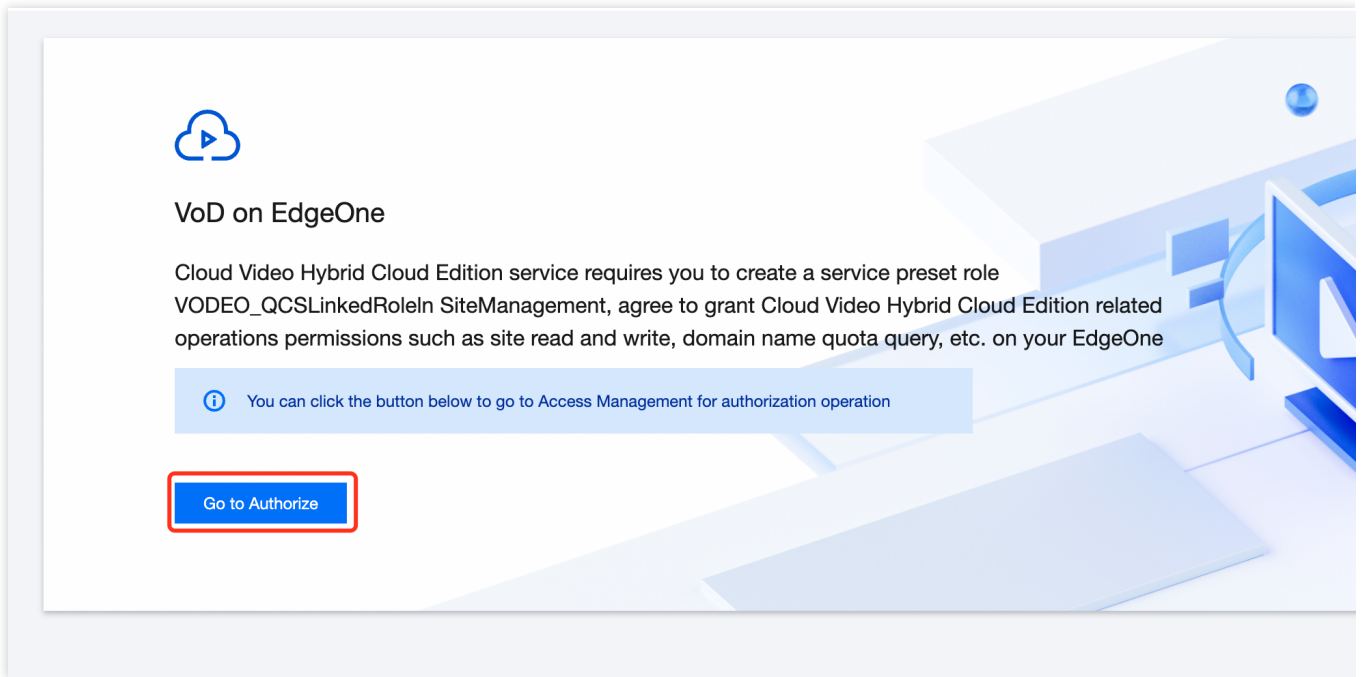 VoD on EdgeOne
Cloud Video Hybrid Cloud Edition service requires you to create a service preset role
VODEO_QCSLinkedRoleIn SiteManagement, agree to grant Cloud Video Hybrid Cloud Edition related
operations permissions such as site read and write, domain name quota query, etc. on your EdgeOne
You can click the button below to go to Access Management for authorization operation
Go to Authorize